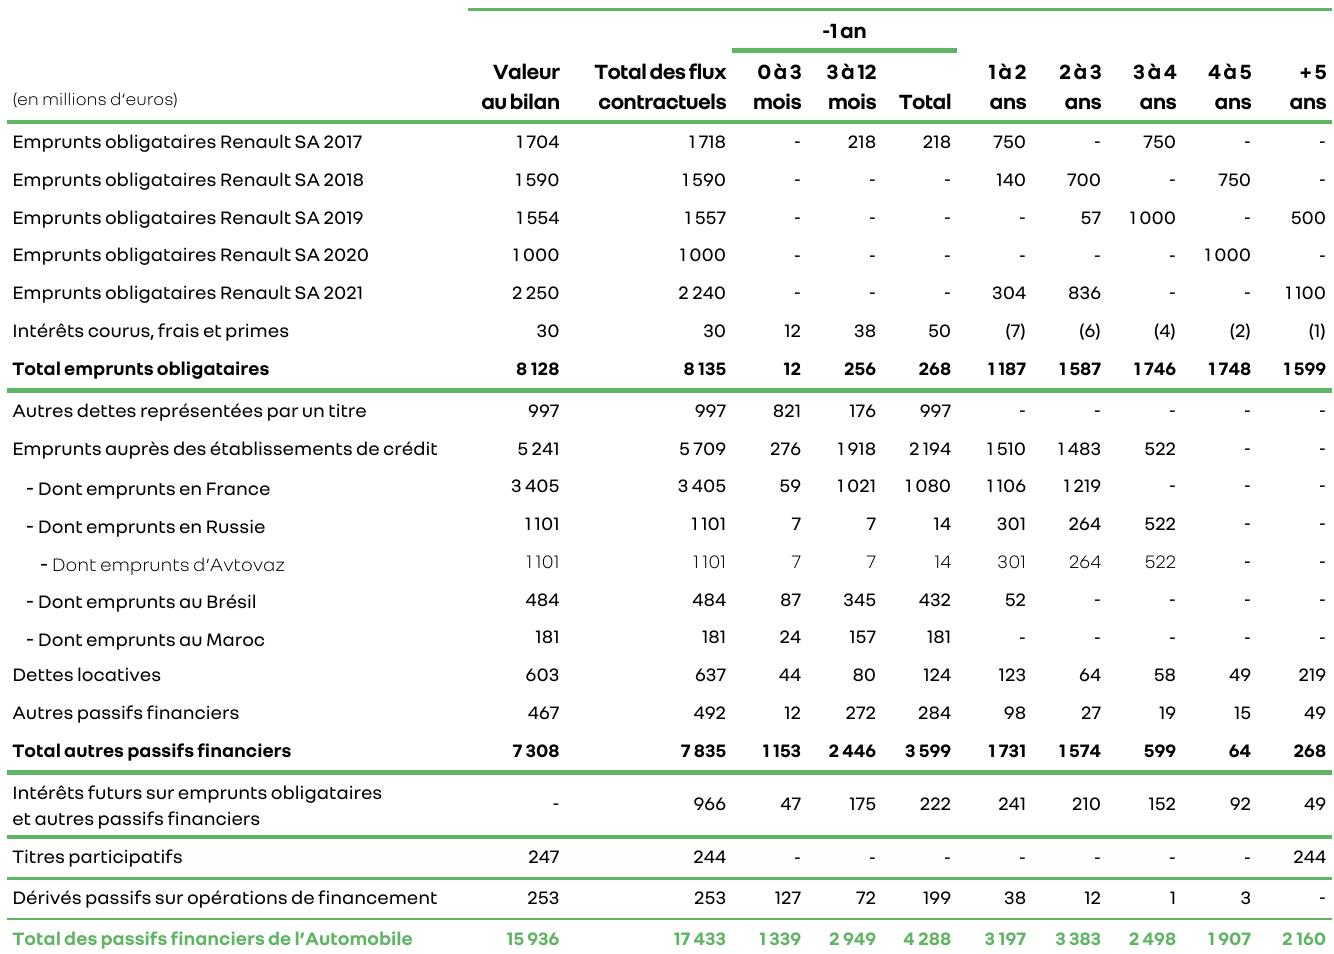 -1 an
(en millions d’euros) Valeur au bilan Total des flux contractuels 0 à 3 mois 3 à 12 mois Total 1 à 2 ans 2 à 3 ans 3 à 4 ans 4 à 5 ans + 5 ans
Emprunts obligataires Renault SA 2017 1 704 1 718 - 218 218 750 - 750 - -
Emprunts obligataires Renault SA 2018 1 590 1 590 - - - 140 700 - 750 -
Emprunts obligataires Renault SA 2019 1 554 1 557 - - - - 57 1 000 - 500
Emprunts obligataires Renault SA 2020 1 000 1 000 - - - - - - 1 000 -
Emprunts obligataires Renault SA 2021 2 250 2 240 - - - 304 836 - - 1 100
Intérêts courus, frais et primes 30 30 12 38 50 (7) (6) (4) (2) (1)
Total emprunts obligataires 8 128 8 135 12 256 268 1 187 1 587 1 746 1 748 1 599
Autres dettes représentées par un titre 997 997 821 176 997 - - - - -
Emprunts auprès des établissements de crédit 5 241 5 709 276 1 918 2 194 1 510 1 483 522 - -
- Dont emprunts en France 3 405 3 405 59 1 021 1 080 1 106 1 219 - - -
- Dont emprunts en Russie 1 101 1 101 7 7 14 301 264 522 - -
- Dont emprunts d’Avtovaz 1 101 1 101 7 7 14 301 264 522 - -
- Dont emprunts au Brésil 484 484 87 345 432 52 - - - -
- Dont emprunts au Maroc 181 181 24 157 181 - - - - -
Dettes locatives 603 637 44 80 124 123 64 58 49 219
Autres passifs financiers 467 492 12 272 284 98 27 19 15 49
Total autres passifs financiers 7 308 7 835 1 153 2 446 3 599 1 731 1 574 599 64 268
Intérêts futurs sur emprunts obligataires
et autres passifs financiers - 966 47 175 222 241 210 152 92 49
Titres participatifs 247 244 - - - - - - - 244
Dérivés passifs sur opérations de financement 253 253 127 72 199 38 12 1 3 -
Total des passifs financiers de l’Automobile 15 936 17 433 1 339 2 949 4 288 3 197 3 383 2 498 1 907 2 160